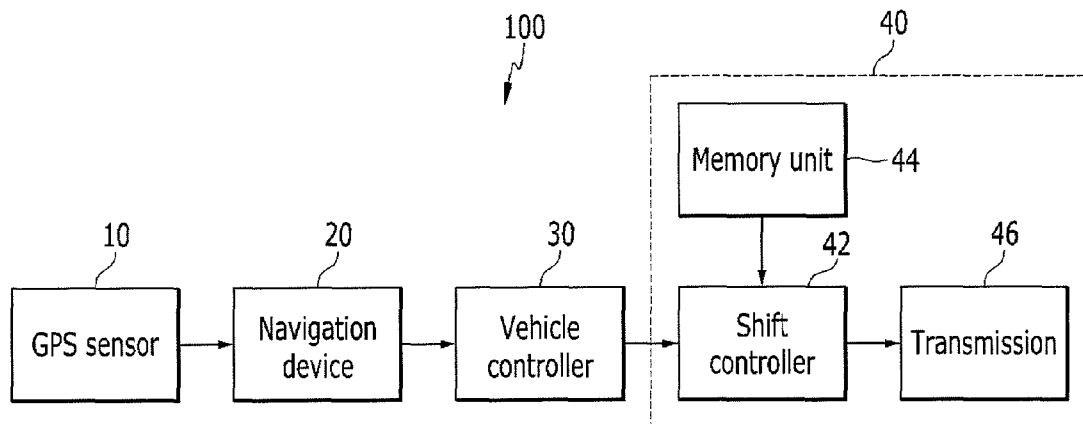 100
40
Memory unit
44
10
20
30
42
46
GPS sensor
Navigation
device
Vehicle
controller
Shift
controller
Transmission